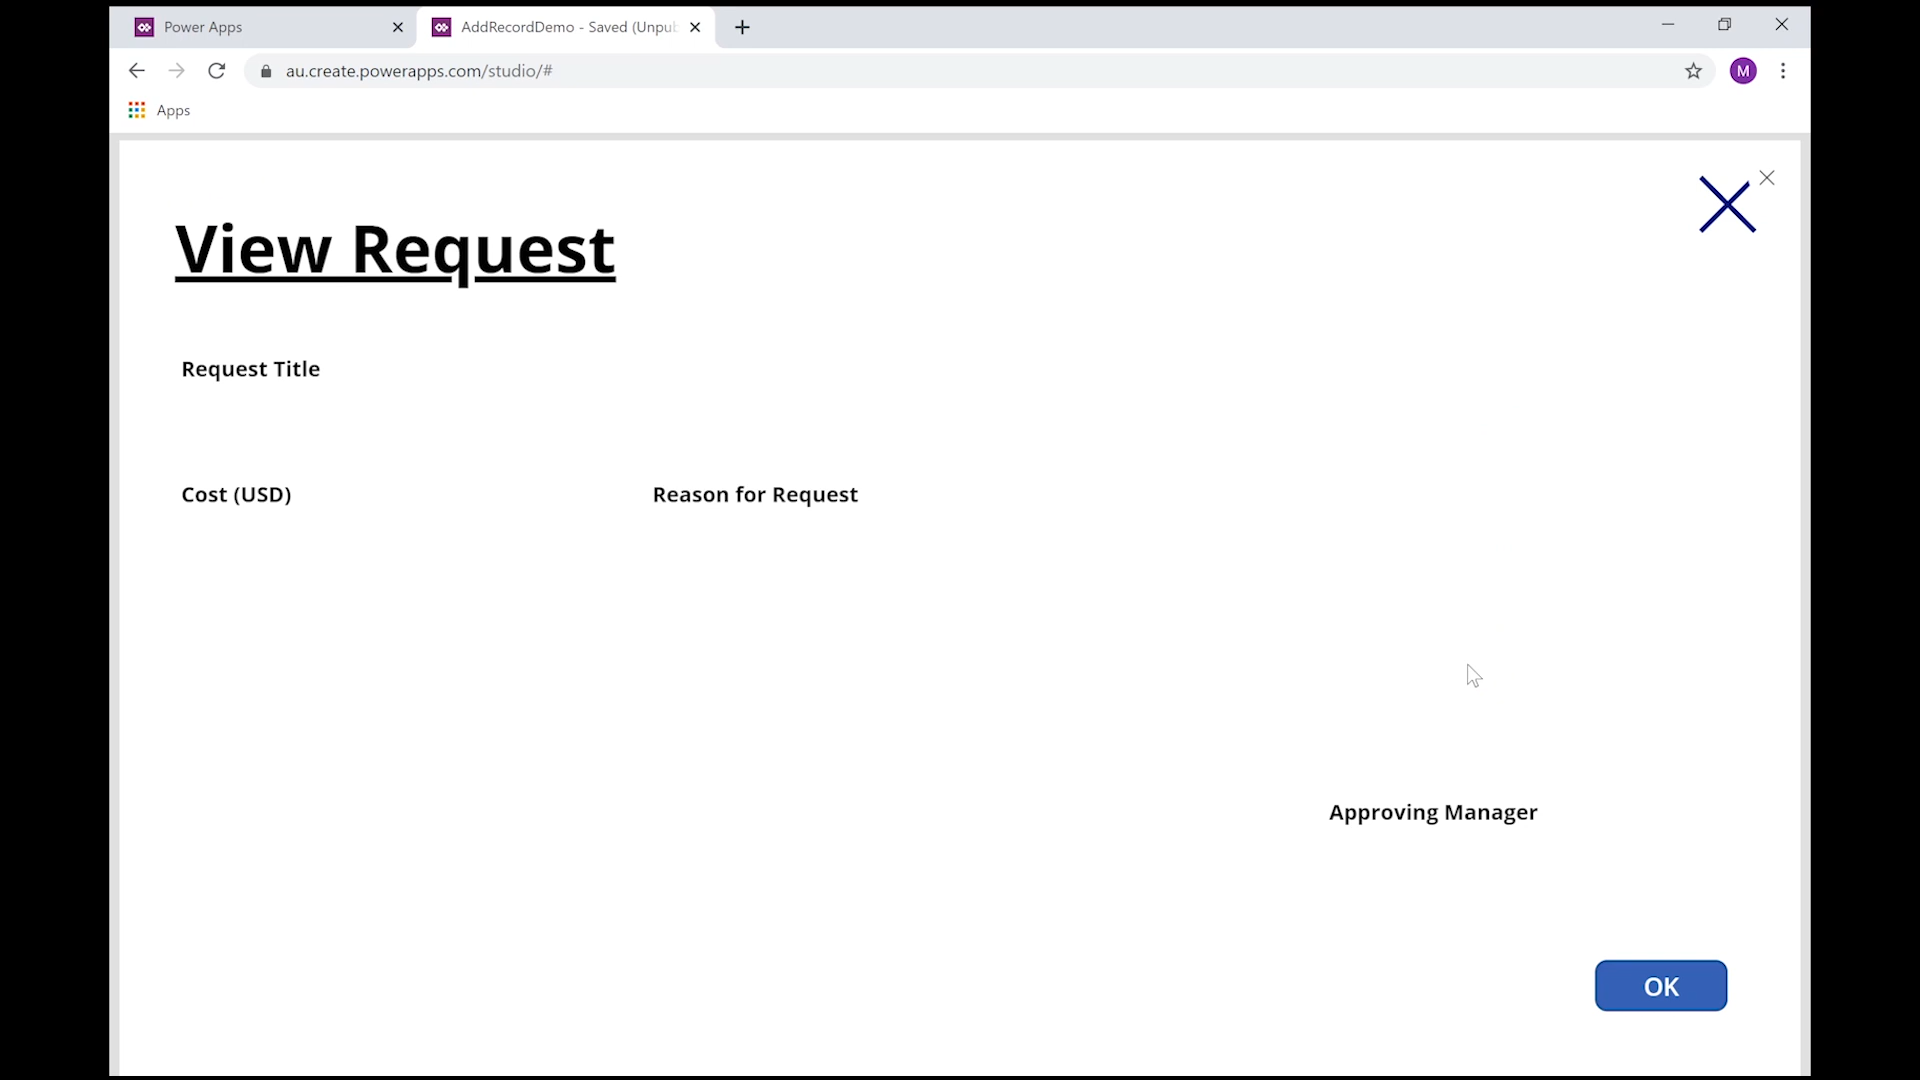 Power Apps
AddRecordDemo - Saved (Unpub
au.create.powerapps.com/studio/#
M
Apps
View Request
Request Title
Cost (USD)
Reason for Request
Approving Manager
OK